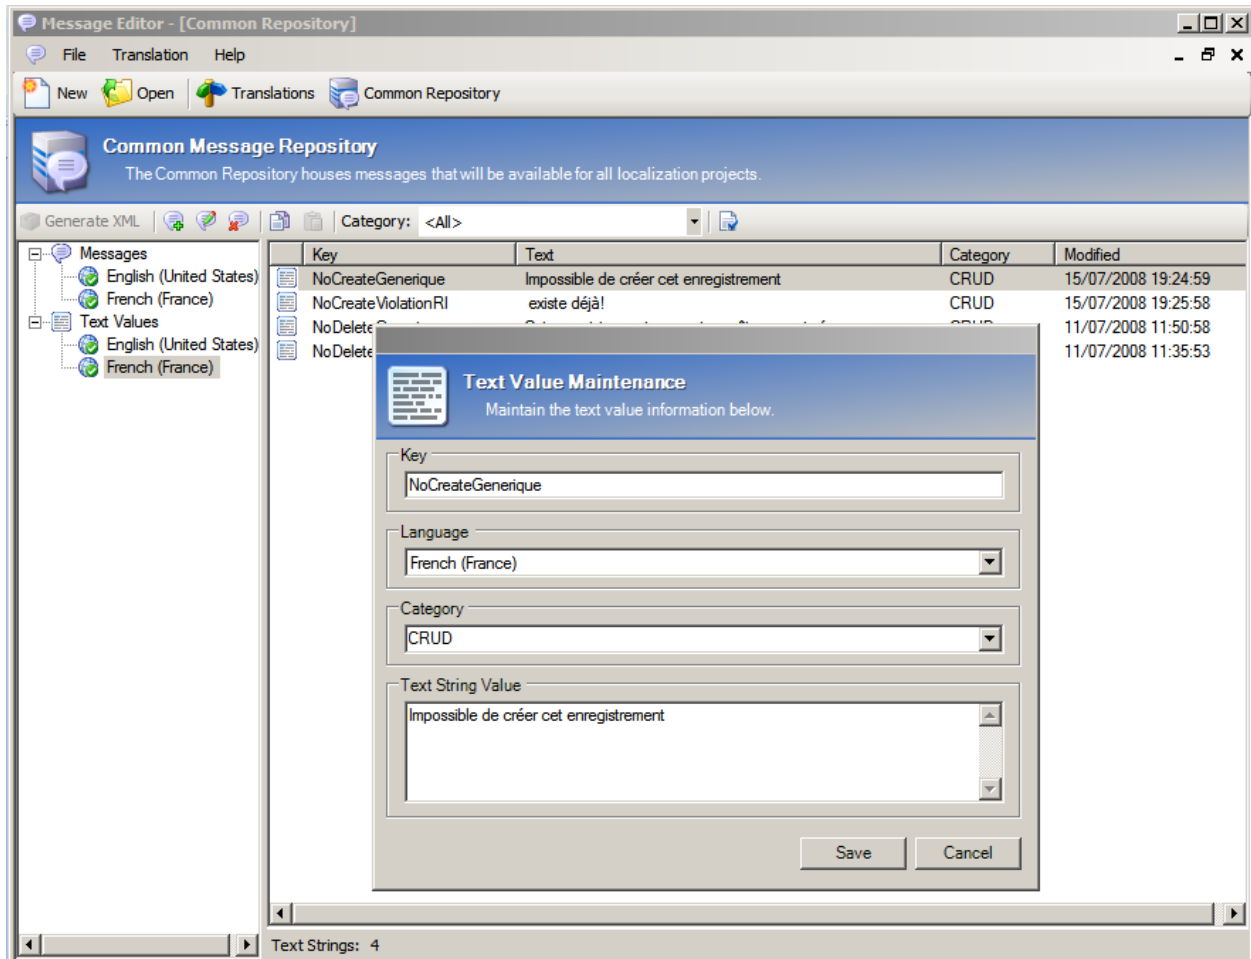 Message Editor - [Common Repository]
File Translation Help
New Open Translations Common Repository
Common Message Repository
The Common Repository houses messages that will be available for all localization projects.
Generate XML Category: <All>
Messages
English (United States)
French (France)
Text Values
English (United States)
French (France)
Key Text Category Modified
NoCreateGenerique Impossible de créer cet enregistrement CRUD 15/07/2008 19:24:59
NoCreateViolationRI existe déjà! CRUD 15/07/2008 19:25:58
NoDelete 11/07/2008 11:50:58
NoDelete 11/07/2008 11:35:53
Text Value Maintenance
Maintain the text value information below.
Key
NoCreateGenerique
Language
French (France)
Category
CRUD
Text String Value
Impossible de créer cet enregistrement
Save Cancel
Text Strings: 4